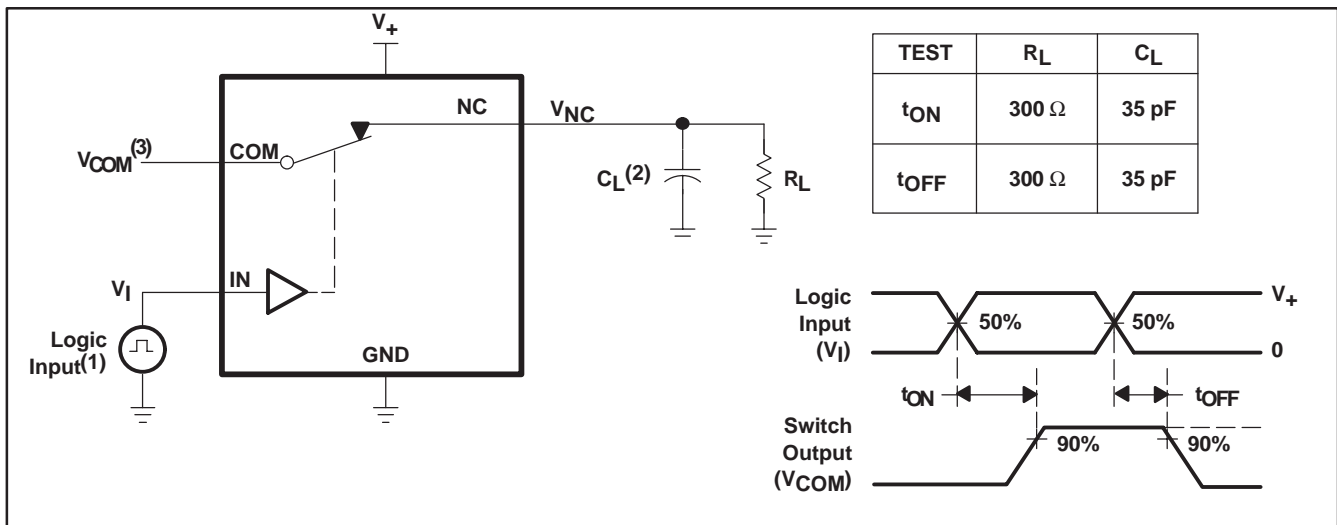 V+
NC
VNC
VCOM(3)
COM
CL(2)
RL
VI
IN
Logic
Input(1)
GND
TEST RL CL
tON 300 Ω 35 pF
tOFF 300 Ω 35 pF
Logic
Input
(VI)
50%
50%
V+
0
tON
tOFF
Switch
Output
(VCOM)
90%
90%